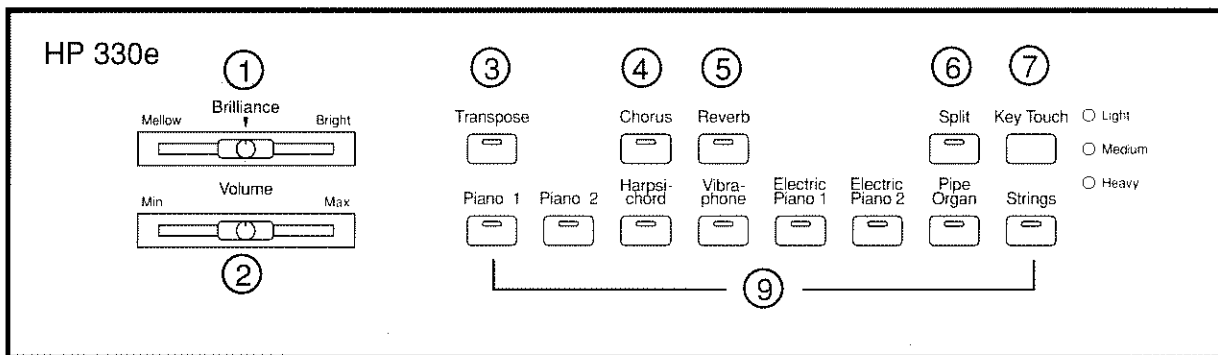 HP 330e
1
Brilliance
Mellow Bright
Volume
Min Max
2
3 4 5 6 7
Transpose Chorus Reverb Split Key Touch Light
Medium
Heavy
Piano 1 Piano 2 Harpsi-
chord Vibra-
phone Electric
Piano 1 Electric
Piano 2 Pipe
Organ Strings
9